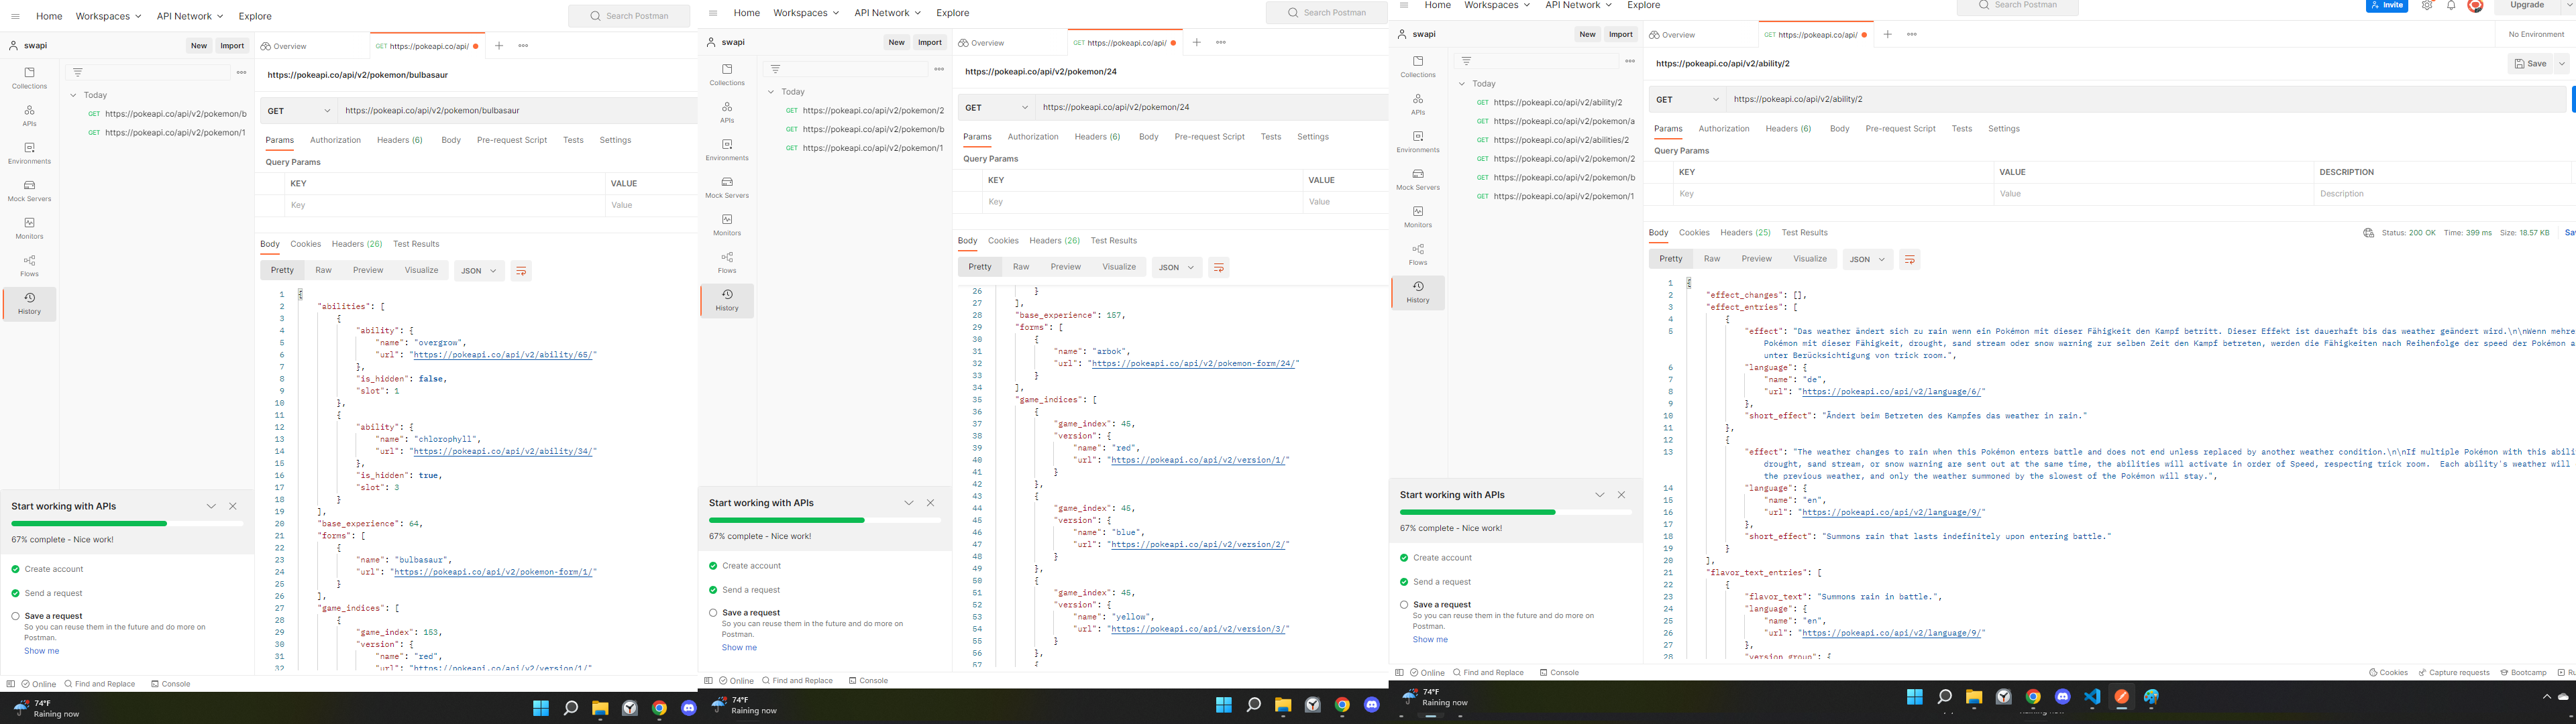 Home Workspaces API Network Explore Search Postman
swapi New Import Overview GET https://pokeapi.co/api/
https://pokeapi.co/api/v2/pokemon/bulbasaur
Collections
APIs
Environments
Mock Servers
Monitors
Flows
History
Today
GET https://pokeapi.co/api/v2/pokemon/b
GET https://pokeapi.co/api/v2/pokemon/1
GET https://pokeapi.co/api/v2/pokemon/bulbasaur
Params Authorization Headers (6) Body Pre-request Script Tests Settings
Query Params
KEY VALUE
Key Value
Body Cookies Headers (26) Test Results
Pretty Raw Preview Visualize JSON
1 {
2 "abilities": [
3 {
4 "ability": {
5 "name": "overgrow",
6 "url": "https://pokeapi.co/api/v2/ability/65/"
7 },
8 "is_hidden": false,
9 "slot": 1
10 },
11 {
12 "ability": {
13 "name": "chlorophyll",
14 "url": "https://pokeapi.co/api/v2/ability/34/"
15 },
16 "is_hidden": true,
17 "slot": 3
18 }
19 ],
20 "base_experience": 64,
21 "forms": [
22 {
23 "name": "bulbasaur",
24 "url": "https://pokeapi.co/api/v2/pokemon-form/1/"
25 }
26 ],
27 "game_indices": [
28 {
29 "game_index": 153,
30 "version": {
31 "name": "red",
32 "url": "https://pokeapi.co/api/v2/version/1/"
Start working with APIs
67% complete - Nice work!
Create account
Send a request
Save a request
So you can reuse them in the future and do more on
Postman.
Show me
Online Find and Replace Console
74°F
Raining now
Home Workspaces API Network Explore Search Postman
swapi New Import Overview GET https://pokeapi.co/api/
https://pokeapi.co/api/v2/pokemon/24
Collections
APIs
Environments
Mock Servers
Monitors
Flows
History
Today
GET https://pokeapi.co/api/v2/pokemon/2
GET https://pokeapi.co/api/v2/pokemon/b
GET https://pokeapi.co/api/v2/pokemon/1
GET https://pokeapi.co/api/v2/pokemon/24
Params Authorization Headers (6) Body Pre-request Script Tests Settings
Query Params
KEY VALUE
Key Value
Body Cookies Headers (26) Test Results
Pretty Raw Preview Visualize JSON
26 }
27 ],
28 "base_experience": 157,
29 "forms": [
30 {
31 "name": "arbok",
32 "url": "https://pokeapi.co/api/v2/pokemon-form/24/"
33 }
34 ],
35 "game_indices": [
36 {
37 "game_index": 45,
38 "version": {
39 "name": "red",
40 "url": "https://pokeapi.co/api/v2/version/1/"
41 }
42 },
43 {
44 "game_index": 45,
45 "version": {
46 "name": "blue",
47 "url": "https://pokeapi.co/api/v2/version/2/"
48 }
49 },
50 {
51 "game_index": 45,
52 "version": {
53 "name": "yellow",
54 "url": "https://pokeapi.co/api/v2/version/3/"
55 }
56 },
57 {
Start working with APIs
67% complete - Nice work!
Create account
Send a request
Save a request
So you can reuse them in the future and do more on
Postman.
Show me
Online Find and Replace Console
74°F
Raining now
Home Workspaces API Network Explore Search Postman Invite Upgrade
swapi New Import Overview GET https://pokeapi.co/api/ No Environment
https://pokeapi.co/api/v2/ability/2 Save
Collections
APIs
Environments
Mock Servers
Monitors
Flows
History
Today
GET https://pokeapi.co/api/v2/ability/2
GET https://pokeapi.co/api/v2/pokemon/a
GET https://pokeapi.co/api/v2/abilities/2
GET https://pokeapi.co/api/v2/pokemon/2
GET https://pokeapi.co/api/v2/pokemon/b
GET https://pokeapi.co/api/v2/pokemon/1
GET https://pokeapi.co/api/v2/ability/2
Params Authorization Headers (6) Body Pre-request Script Tests Settings
Query Params
KEY VALUE DESCRIPTION
Key Value Description
Body Cookies Headers (25) Test Results Status: 200 OK Time: 399 ms Size: 18.57 KB Sa
Pretty Raw Preview Visualize JSON
1 {
2 "effect_changes": [],
3 "effect_entries": [
4 {
5 "effect": "Das weather ändert sich zu rain wenn ein Pokémon mit dieser Fähigkeit den Kampf betritt. Dieser Effekt ist dauerhaft bis das weather geändert wird.\n\nWenn mehre
Pokémon mit dieser Fähigkeit, drought, sand stream oder snow warning zur selben Zeit den Kampf betreten, werden die Fähigkeiten nach Reihenfolge der speed der Pokémon a
unter Berücksichtigung von trick room.",
6 "language": {
7 "name": "de",
8 "url": "https://pokeapi.co/api/v2/language/6/"
9 },
10 "short_effect": "Ändert beim Betreten des Kampfes das weather in rain."
11 },
12 {
13 "effect": "The weather changes to rain when this Pokémon enters battle and does not end unless replaced by another weather condition.\n\nIf multiple Pokémon with this abili
drought, sand stream, or snow warning are sent out at the same time, the abilities will activate in order of Speed, respecting trick room. Each ability's weather will
the previous weather, and only the weather summoned by the slowest of the Pokémon will stay.",
14 "language": {
15 "name": "en",
16 "url": "https://pokeapi.co/api/v2/language/9/"
17 },
18 "short_effect": "Summons rain that lasts indefinitely upon entering battle."
19 }
20 ],
21 "flavor_text_entries": [
22 {
23 "flavor_text": "Summons rain in battle.",
24 "language": {
25 "name": "en",
26 "url": "https://pokeapi.co/api/v2/language/9/"
27 },
28 "version_group": {
Start working with APIs
67% complete - Nice work!
Create account
Send a request
Save a request
So you can reuse them in the future and do more on
Postman.
Show me
Online Find and Replace Console Cookies Capture requests Bootcamp Ru
74°F
Raining now